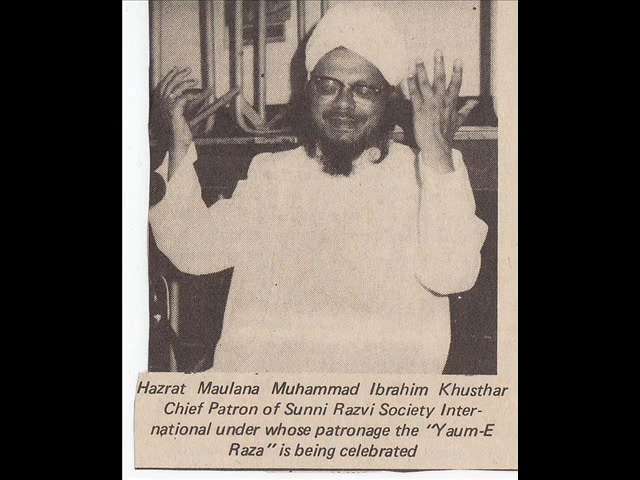 Hazrat Maulana Muhammad Ibrahim Khusthar
Chief Patron of Sunni Razvi Society Inter-
national under whose patronage the "Yaum-E
Raza" is being celebrated